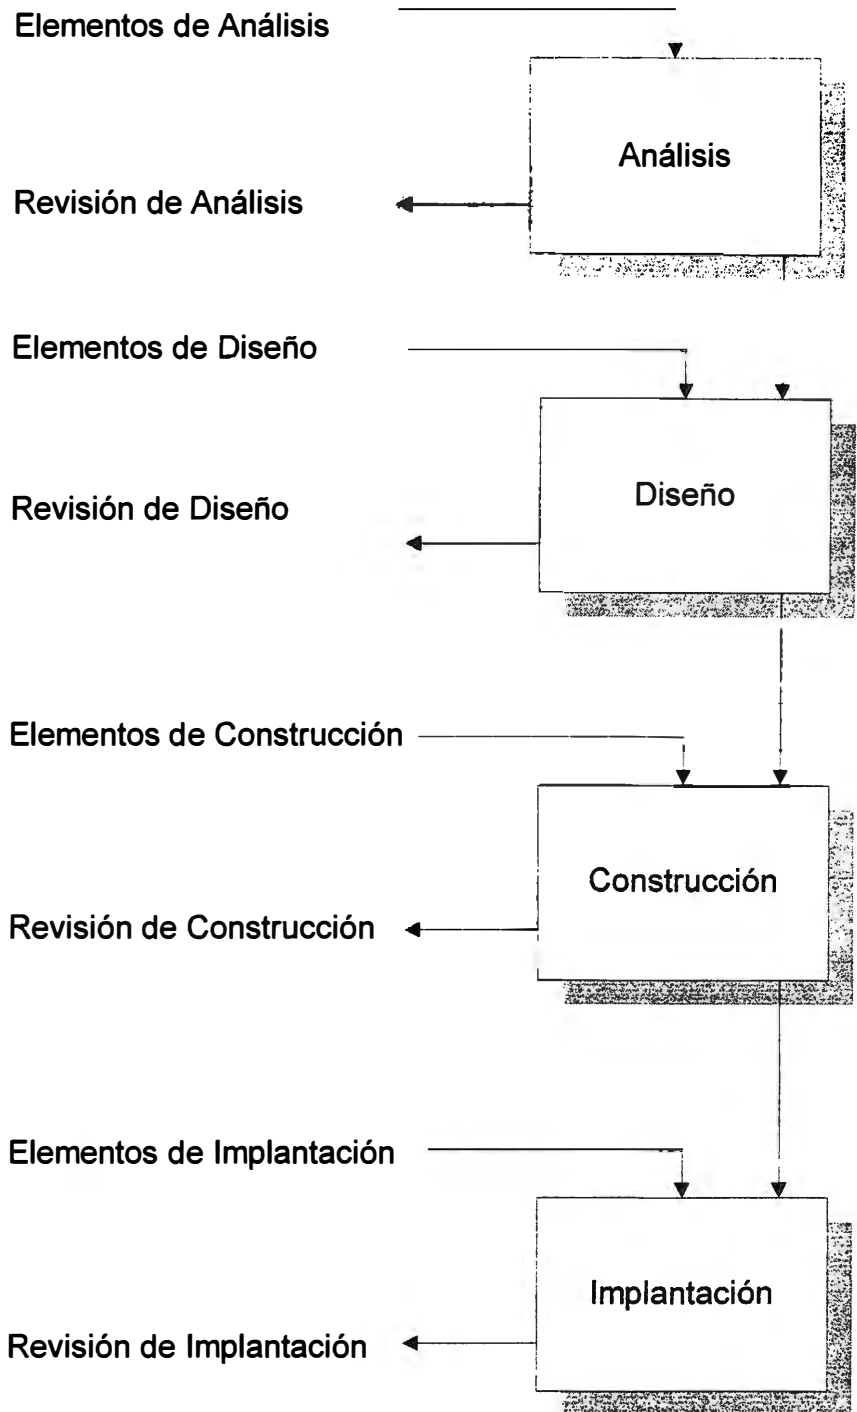 Elementos de Análisis
Análisis
Revisión de Análisis
Elementos de Diseño
Diseño
Revisión de Diseño
Elementos de Construcción
Construcción
Revisión de Construcción
Elementos de Implantación
Implantación
Revisión de Implantación